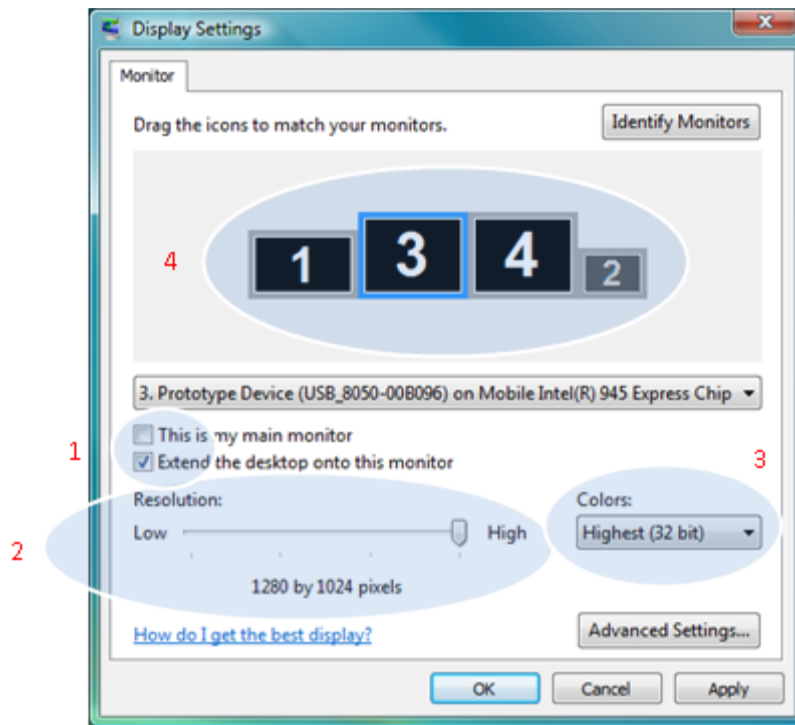 Display Settings
Monitor
Drag the icons to match your monitors.
Identify Monitors
4
1 3 4 2
3. Prototype Device (USB_8050-00B096) on Mobile Intel(R) 945 Express Chip
1
This is my main monitor
Extend the desktop onto this monitor
3
Resolution:
Colors:
2
Low High
Highest (32 bit)
1280 by 1024 pixels
How do I get the best display?
Advanced Settings...
OK
Cancel
Apply